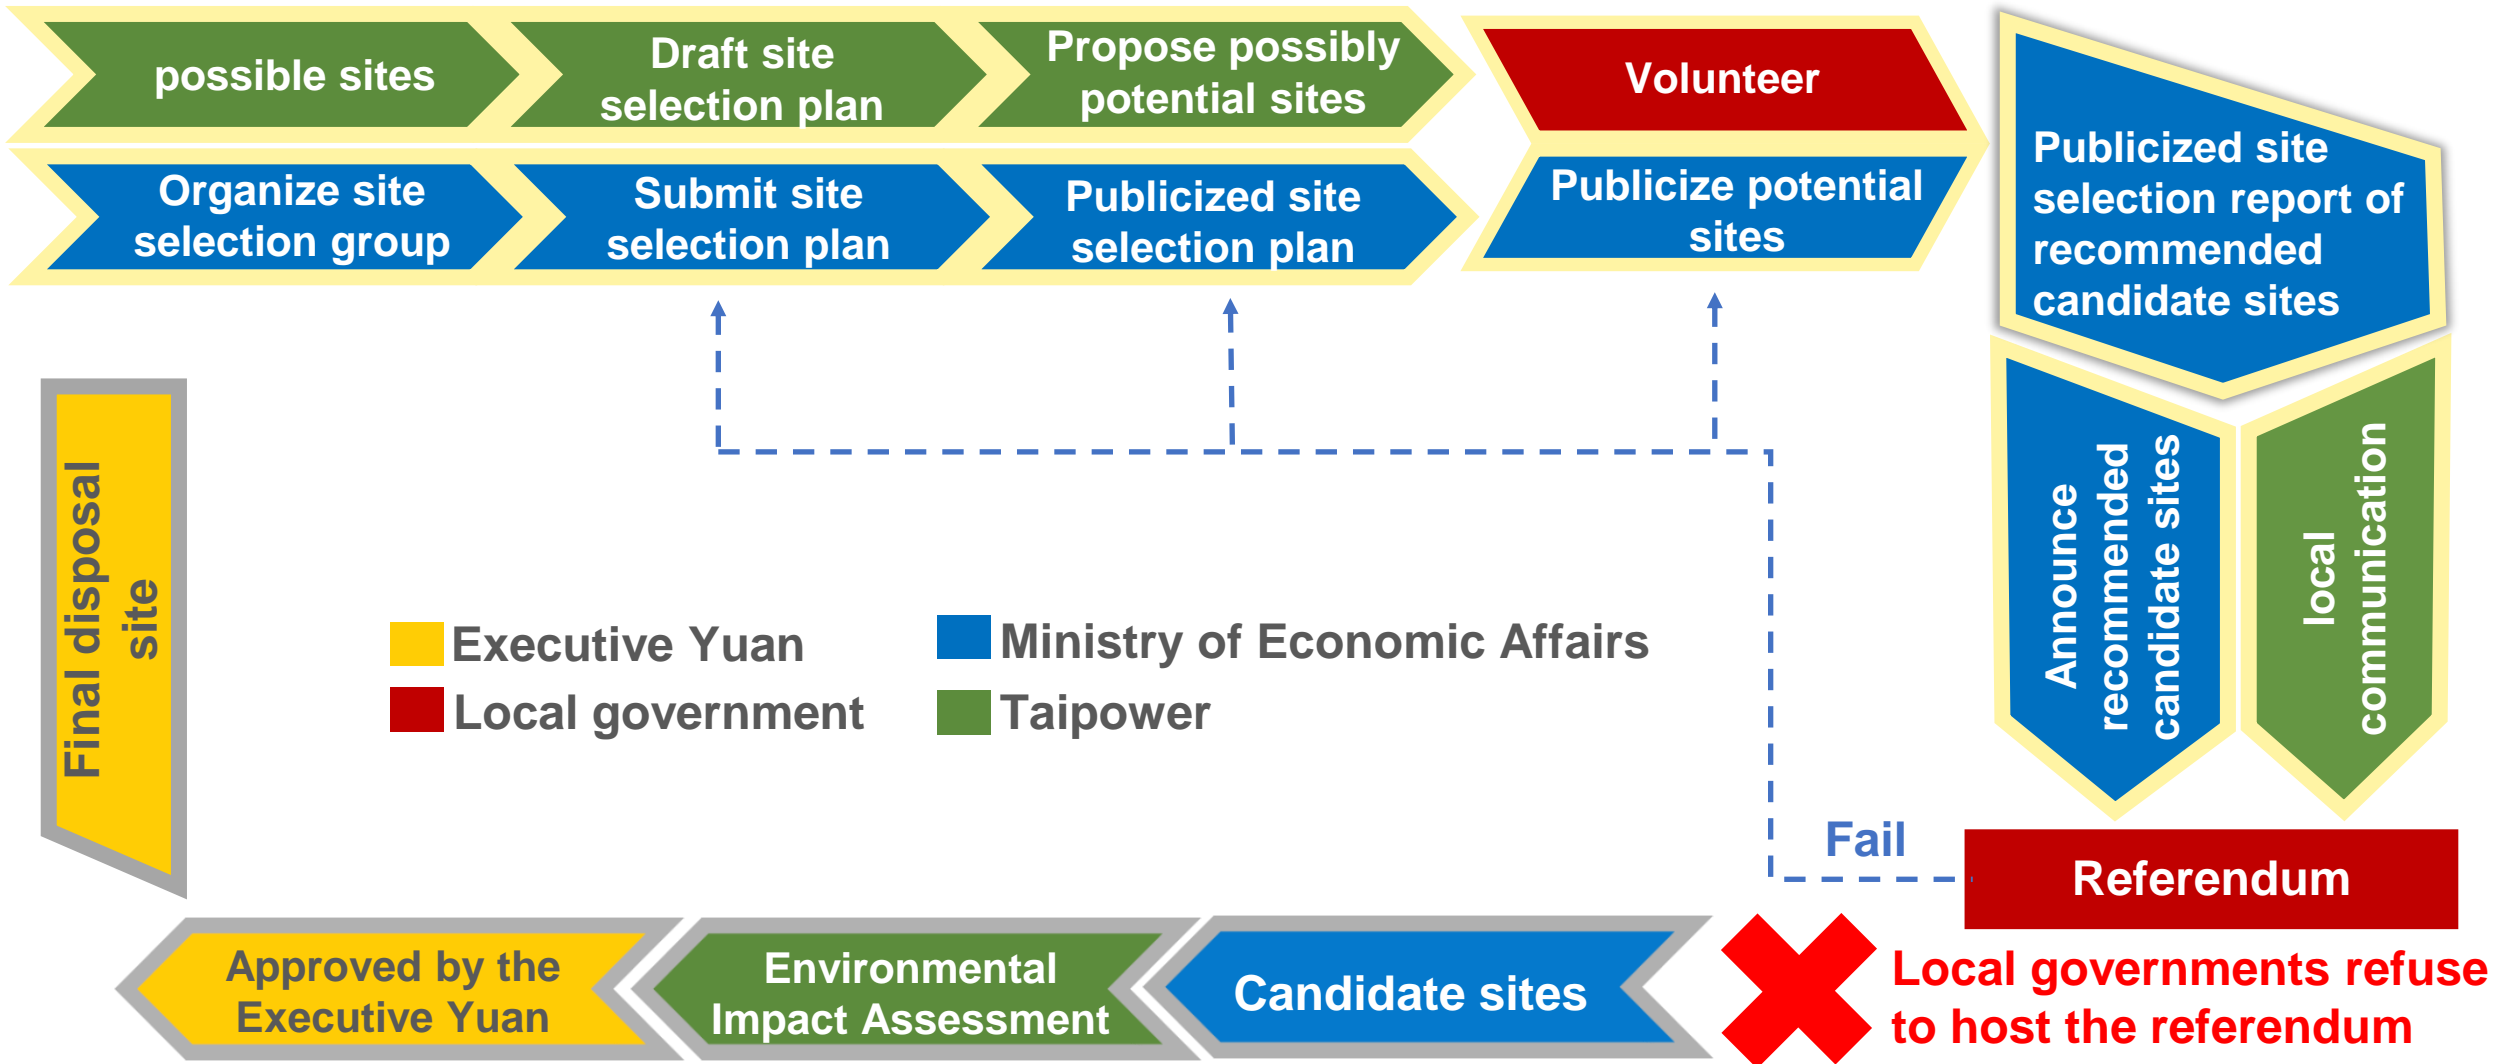 possible sites
Draft site
selection plan
Propose possibly
potential sites
Volunteer
Organize site
selection group
Submit site
selection plan
Publicized site
selection plan
Publicize potential
sites
Publicized site
selection report of
recommended
candidate sites
Announce
recommended
candidate sites
local
communication
Final disposal
site
Executive Yuan
Ministry of Economic Affairs
Local government
Taipower
Fail
Referendum
Local governments refuse
to host the referendum
Candidate sites
Environmental
Impact Assessment
Approved by the
Executive Yuan